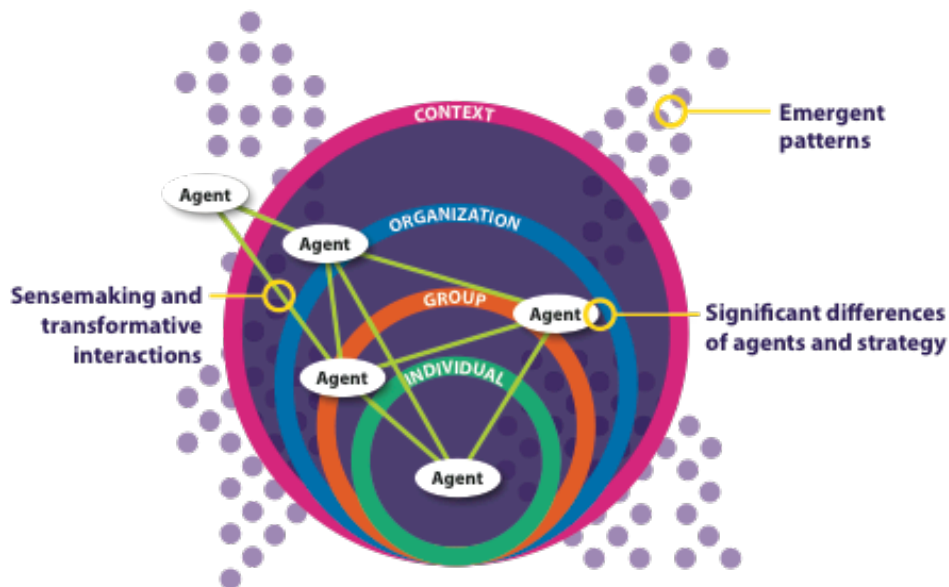 CONTEXT
Emergent
patterns
Agent
ORGANIZATION
Agent
Sensemaking and
transformative
interactions
GROUP
Agent
Significant differences
of agents and strategy
INDIVIDUAL
Agent
Agent